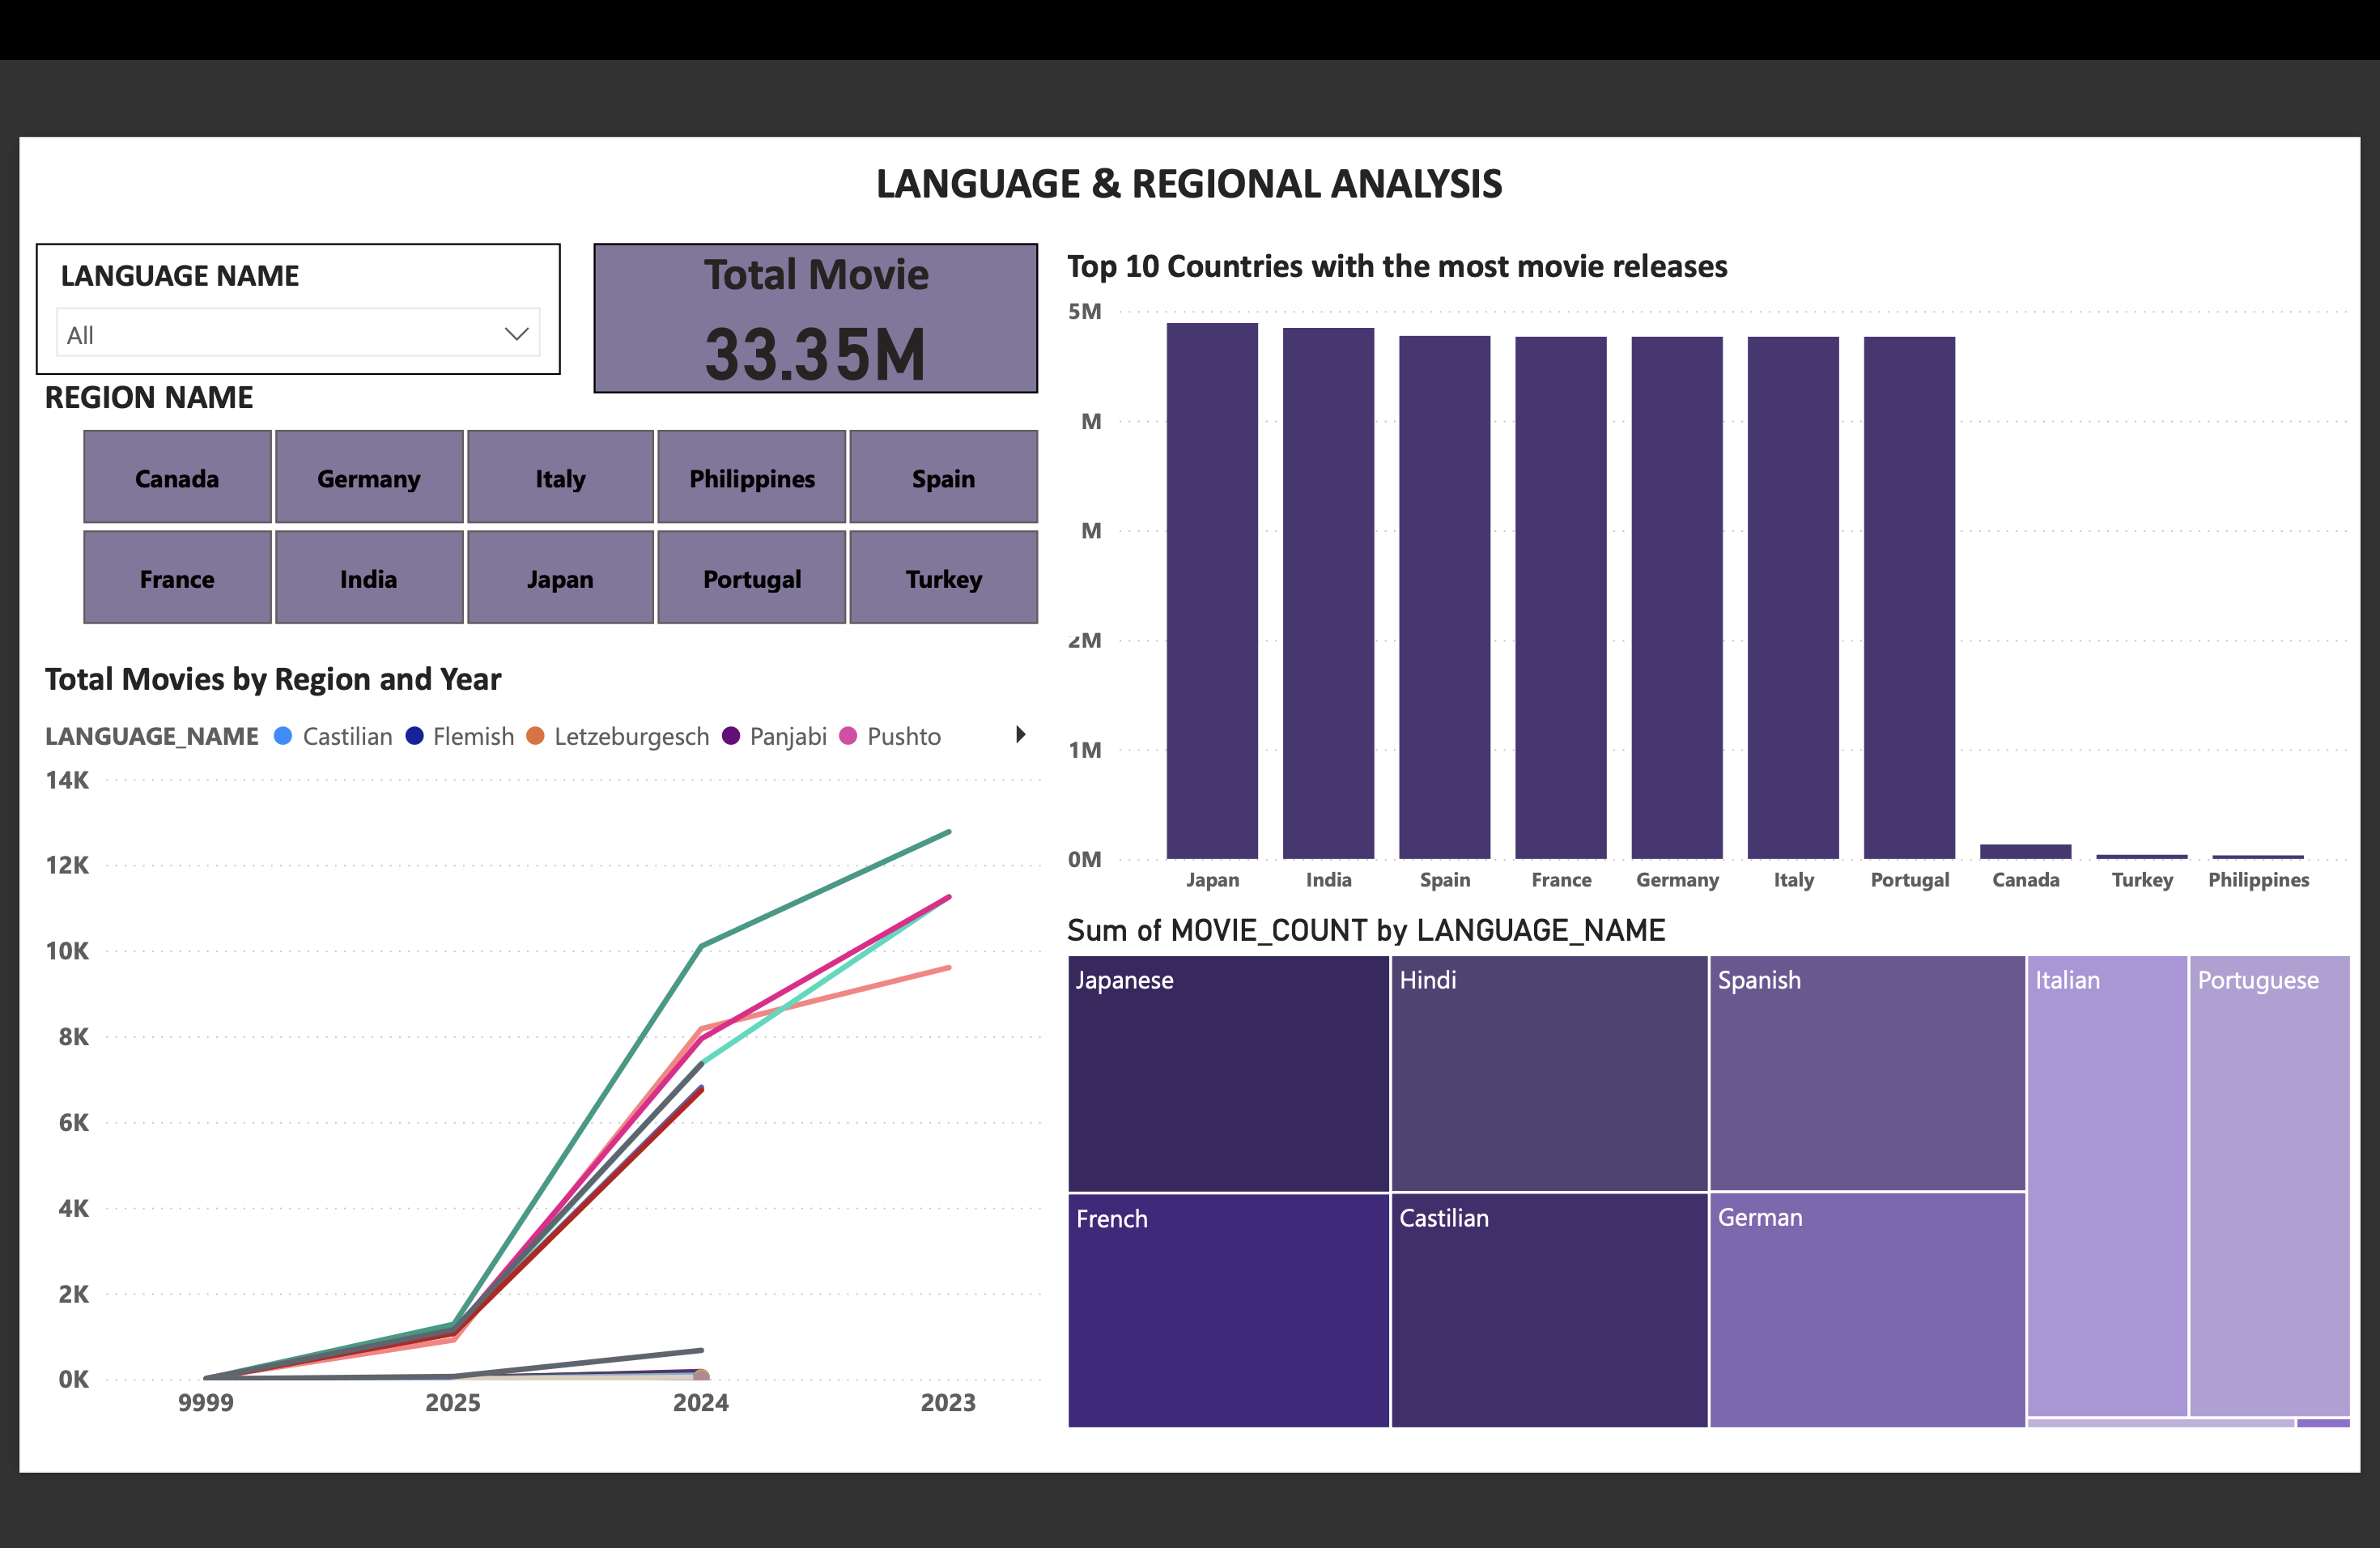 LANGUAGE & REGIONAL ANALYSIS
LANGUAGE NAME
All
Total Movie
33.35M
REGION NAME
Canada
Germany
Italy
Philippines
Spain
France
India
Japan
Portugal
Turkey
Total Movies by Region and Year
LANGUAGE_NAME Castilian Flemish Letzeburgesch Panjabi Pushto
14K
12K
10K
8K
6K
4K
2K
0K
9999 2025 2024 2023
Top 10 Countries with the most movie releases
5M
M
M
2M
1M
0M
Japan India Spain France Germany Italy Portugal Canada Turkey Philippines
Sum of MOVIE_COUNT by LANGUAGE_NAME
Japanese
Hindi
Spanish
Italian
Portuguese
French
Castilian
German